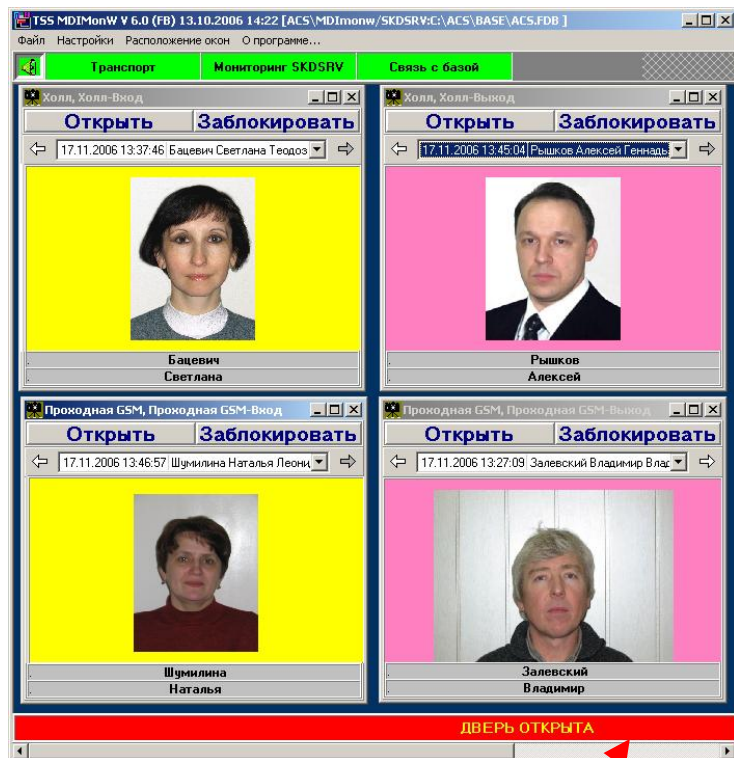 TSS MDIMonW V 6.0 (FB) 13.10.2006 14:22 [ACS\MDImonw/SKDSRV:C:\ACS\BASE\ACS.FDB ]
Файл Настройки Расположение окон О программе...
Транспорт Мониторинг SKDSRV Связь с базой
Холл, Холл-Вход
Открыть Заблокировать
17.11.2006 13:37:46 Бацевич Светлана Теодоз
Бацевич
Светлана
Холл, Холл-Выход
Открыть Заблокировать
17.11.2006 13:45:04 Рышков Алексей Геннадь
Рышков
Алексей
Проходная GSM, Проходная GSM-Вход
Открыть Заблокировать
17.11.2006 13:46:57 Шумилина Наталья Леони
Шумилина
Наталья
Проходная GSM, Проходная GSM-Выход
Открыть Заблокировать
17.11.2006 13:27:09 Залевский Владимир Влас
Залевский
Владимир
ДВЕРЬ ОТКРЫТА